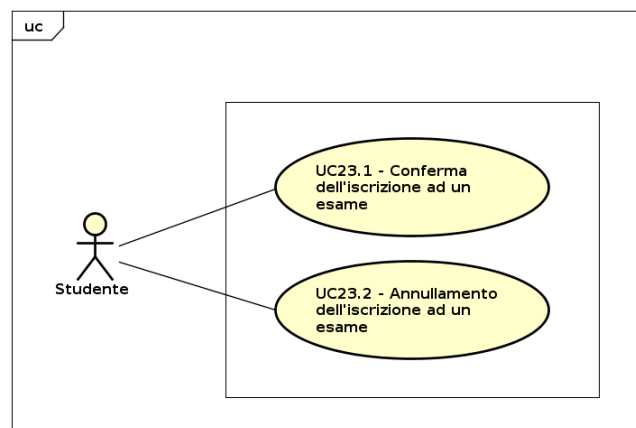 uc
UC23.1 - Conferma
dell'iscrizione ad un
esame
Studente
UC23.2 - Annullamento
dell'iscrizione ad un
esame